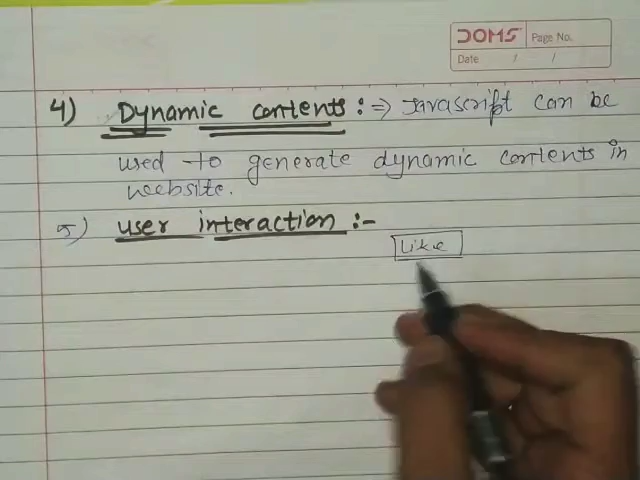 DOMS Page No.
Date / /
4) Dynamic contents :⇒ Javascript can be
used to generate dynamic contents in
website.
5) user interaction :-
Like